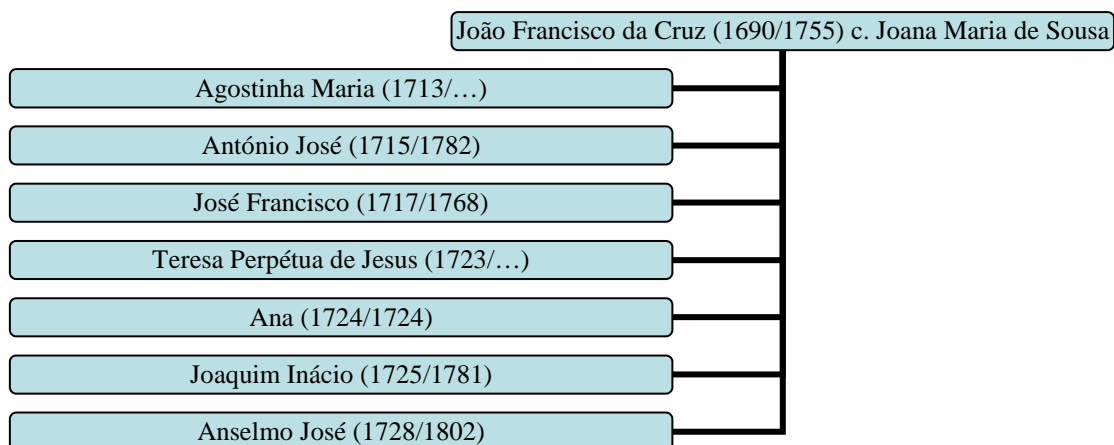 João Francisco da Cruz (1690/1755) c. Joana Maria de Sousa
Agostinha Maria (1713/…)
António José (1715/1782)
José Francisco (1717/1768)
Teresa Perpétua de Jesus (1723/…)
Ana (1724/1724)
Joaquim Inácio (1725/1781)
Anselmo José (1728/1802)